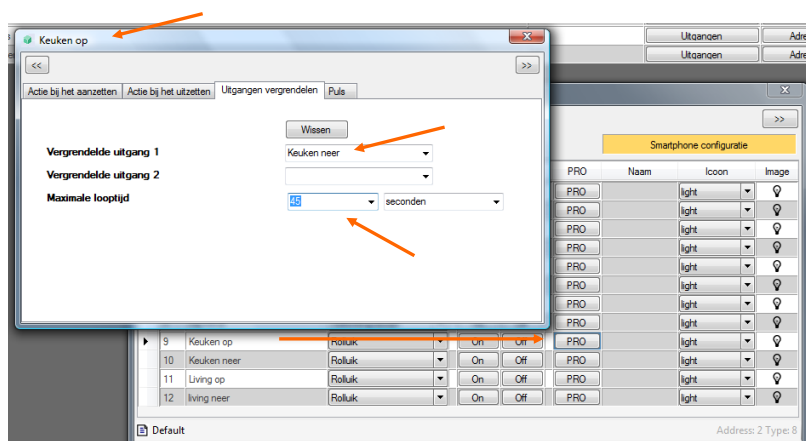 Uitgangen Adre
Keuken op
Uitgangen Adre
<< >>
Actie bij het aanzetten Actie bij het uitzetten Uitgangen vergrendelen Puls
>>
Wissen
Smartphone configuratie
Vergrendelde uitgang 1 Keuken neer
Vergrendelde uitgang 2
Maximale looptijd 45 seconden
PRO Naam Icoon Image
PRO light
PRO light
PRO light
PRO light
PRO light
PRO light
PRO light
PRO light
9 Keuken op Rolluik On Off PRO light
10 Keuken neer Rolluik On Off PRO light
11 Living op Rolluik On Off PRO light
12 living neer Rolluik On Off PRO light
Default Address: 2 Type: 8